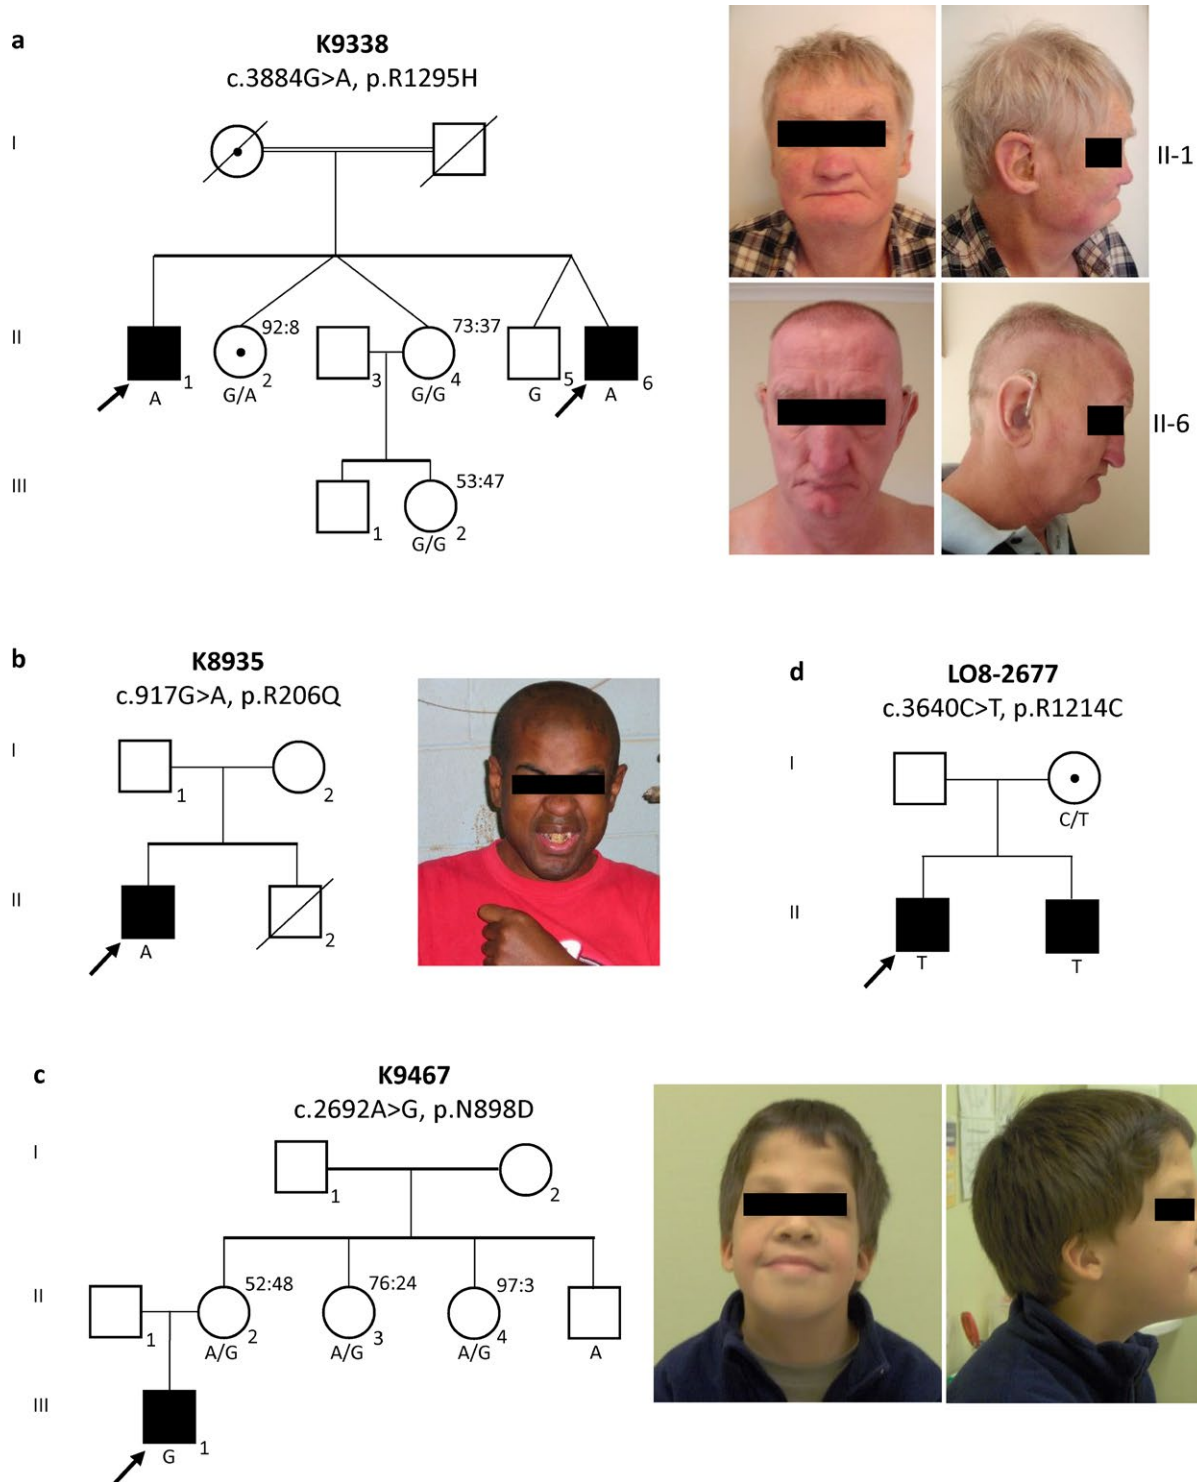 a
K9338
c.3884G>A, p.R1295H
I
II-1
II
92:8
73:37
1
2
3
4
5
6
A
G/A
G/G
G
A
II-6
III
53:47
1
2
G/G
b
K8935
c.917G>A, p.R206Q
I
1
2
II
2
A
d
LO8-2677
c.3640C>T, p.R1214C
I
C/T
II
T
T
c
K9467
c.2692A>G, p.N898D
I
1
2
II
52:48
76:24
97:3
1
2
3
4
A/G
A/G
A/G
A
III
1
G